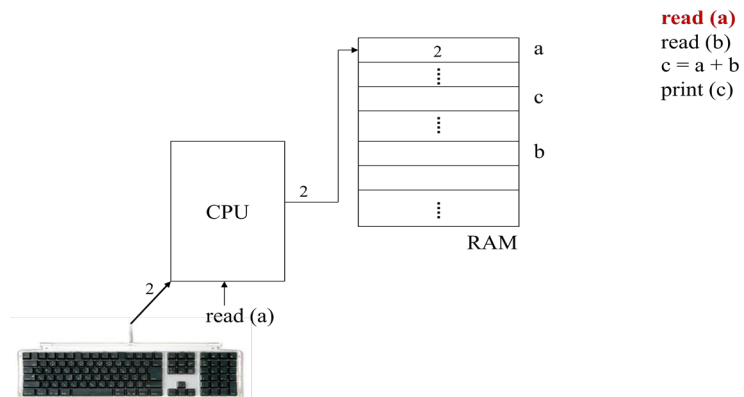 read (a)
read (b)
c = a + b
print (c)
2
a
c
b
RAM
2
CPU
2
read (a)